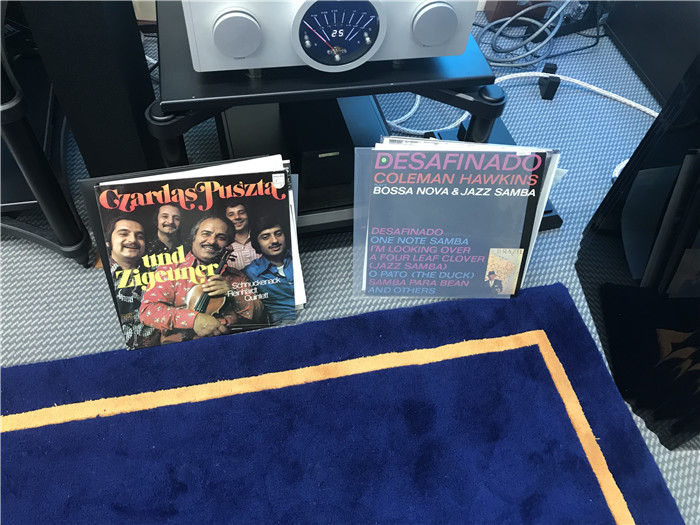 25
Czardas Puszta
und
Zigeuner
Schnuckenack
Reinhardt
Quintett
DESAFINADO
COLEMAN HAWKINS
BOSSA NOVA & JAZZ SAMBA
DESAFINADO
ONE NOTE SAMBA
I'M LOOKING OVER
A FOUR LEAF CLOVER
(JAZZ SAMBA)
O PATO (THE DUCK)
SAMBA PARA BEAN
AND OTHERS